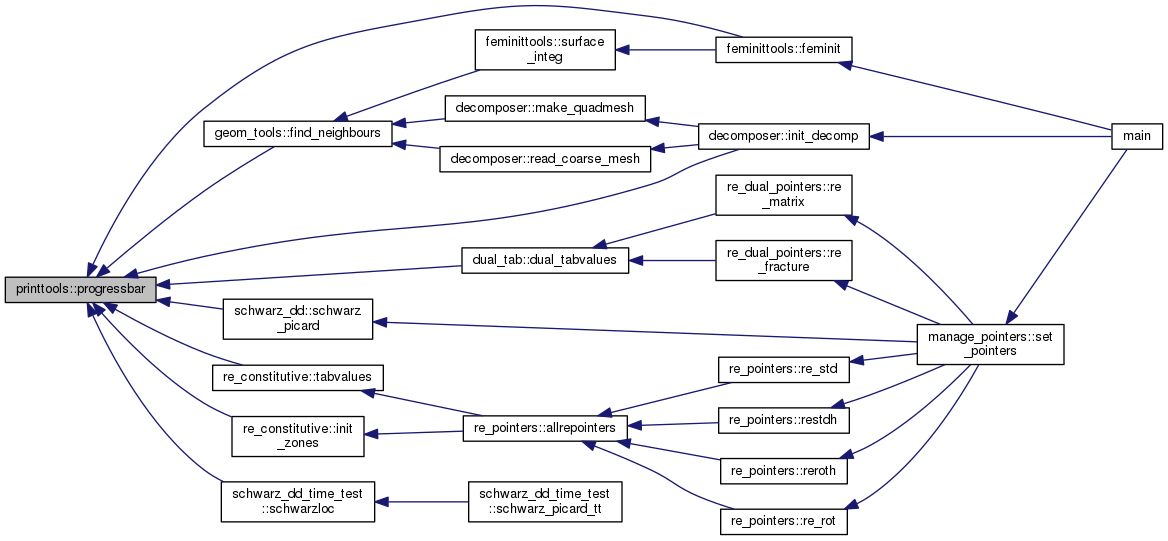 printtools::progressbar
geom_tools::find_neighbours
feminittools::surface
_integ
decomposer::make_quadmesh
decomposer::read_coarse_mesh
feminittools::feminit
decomposer::init_decomp
main
dual_tab::dual_tabvalues
re_dual_pointers::re
_matrix
re_dual_pointers::re
_fracture
schwarz_dd::schwarz
_picard
manage_pointers::set
_pointers
re_constitutive::tabvalues
re_constitutive::init
_zones
re_pointers::allrepointers
re_pointers::re_std
re_pointers::restdh
re_pointers::reroth
re_pointers::re_rot
schwarz_dd_time_test
::schwarzloc
schwarz_dd_time_test
::schwarz_picard_tt